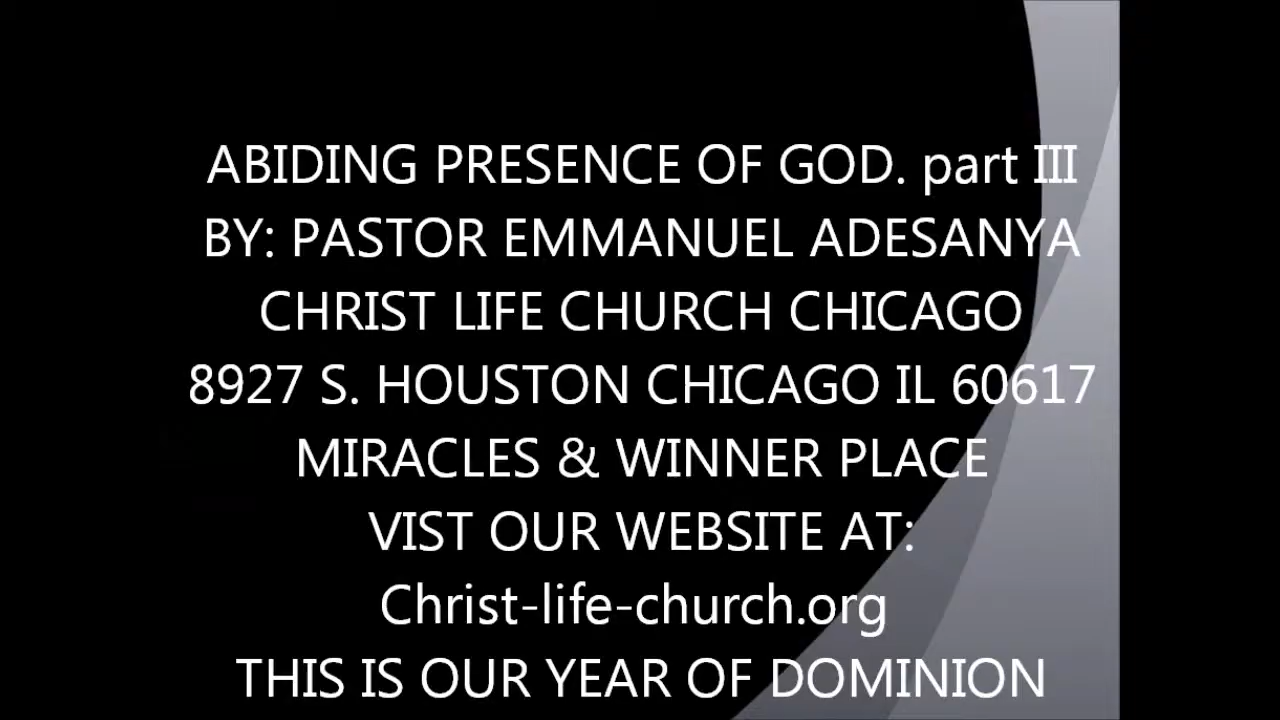 ABIDING PRESENCE OF GOD. part III
BY: PASTOR EMMANUEL ADESANYA
CHRIST LIFE CHURCH CHICAGO
8927 S. HOUSTON CHICAGO IL 60617
MIRACLES & WINNER PLACE
VIST OUR WEBSITE AT:
Christ-life-church.org
THIS IS OUR YEAR OF DOMINION